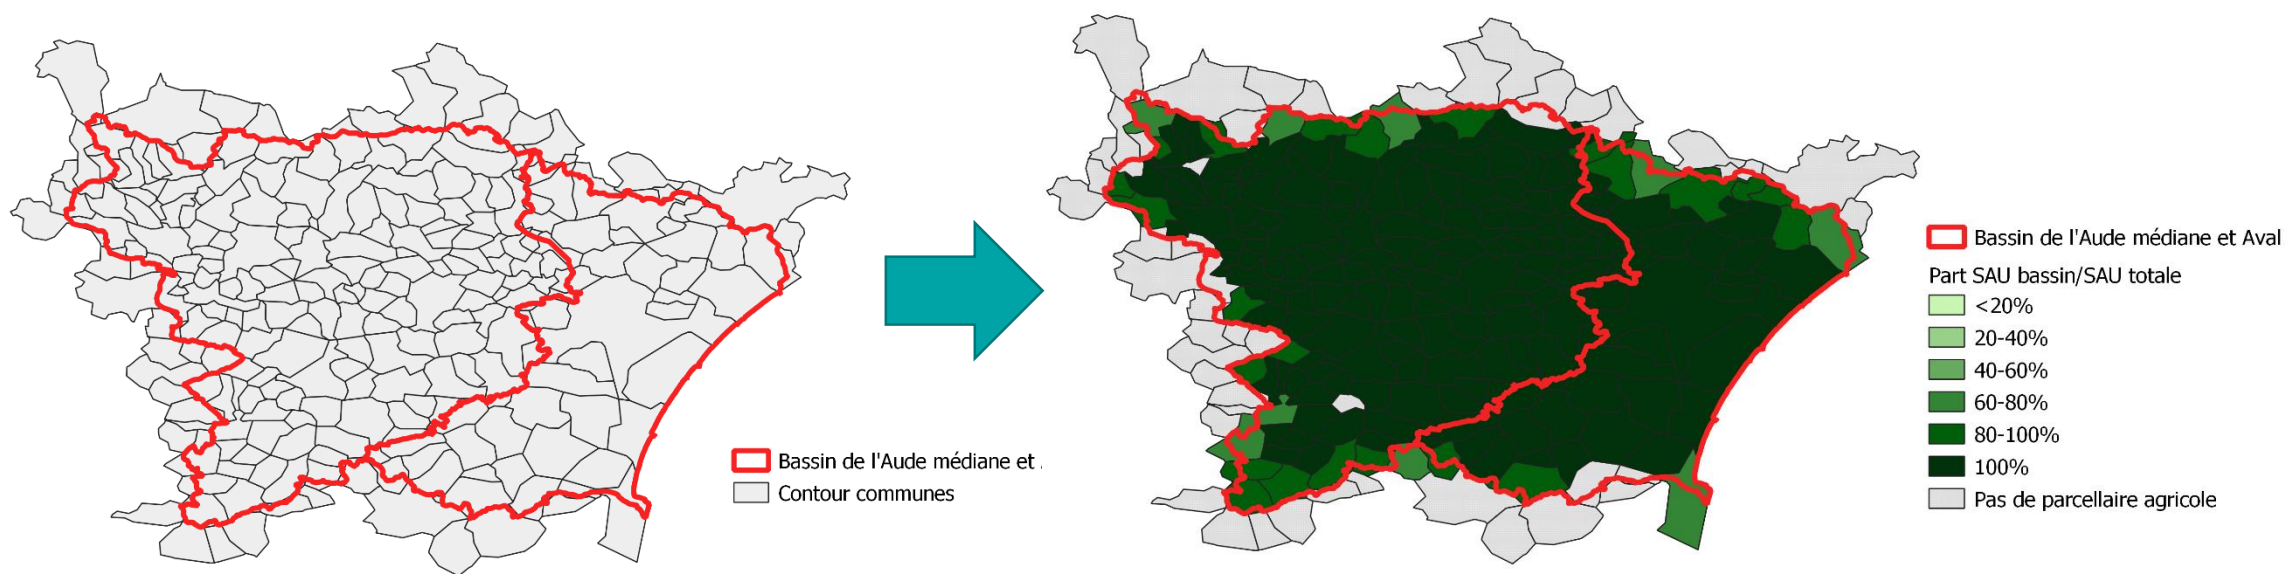 Bassin de l'Aude médiane et .
Contour communes
Bassin de l'Aude médiane et Aval
Part SAU bassin/SAU totale
<20%
20-40%
40-60%
60-80%
80-100%
100%
Pas de parcellaire agricole